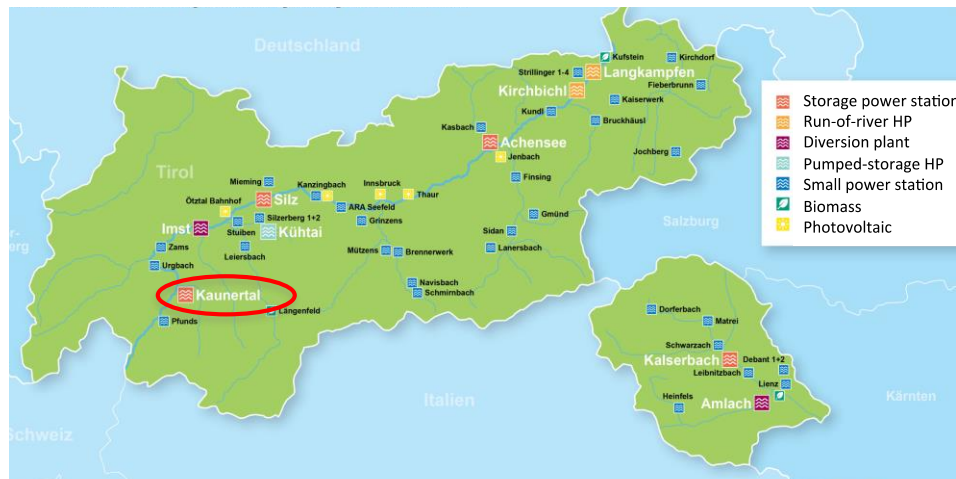 Deutschland
Kufstein
Kirchdorf
Strillinger 1-4
Langkampfen
Fieberbrunn
Kirchbichl
Kaiserwerk
Kundl
Bruckhäusl
Kasbach
Achensee
Jenbach
Jochberg
Finsing
Tirol
Mieming
Kanzingbach
Innsbruck
Thaur
Ötztal Bahnhof
Silz
ARA Seefeld
Silzerberg 1+2
Grinzens
Gmünd
Imst
Stuiben
Kühtai
Sidan
Zams
Leiersbach
Mützens
Brennerwerk
Lanersbach
Urgbach
Navisbach
Schmirnbach
Kaunertal
Längenfeld
Pfunds
Salzburg
Dorferbach
Matrei
Schwarzach
Kalserbach
Debant 1+2
Leibnitzbach
Lienz
Heinfels
Amlach
Kärnten
Italien
Schweiz
Storage power station
Run-of-river HP
Diversion plant
Pumped-storage HP
Small power station
Biomass
Photovoltaic